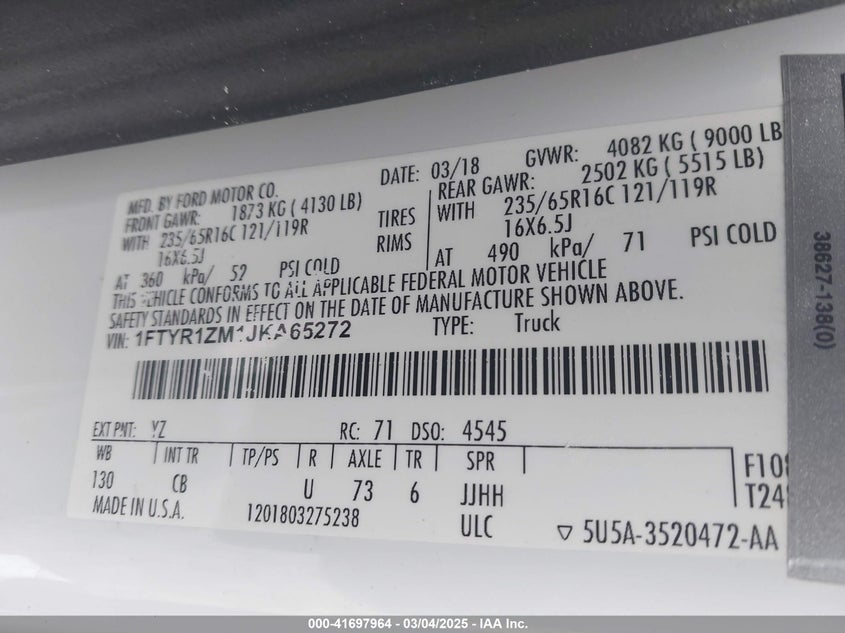 MFD. BY FORD MOTOR CO.
DATE: 03/18 GVWR: 4082 KG ( 9000 LB
FRONT GAWR: 1873 KG ( 4130 LB)
REAR GAWR: 2502 KG ( 5515 LB)
WITH 235/65R16C 121/119R TIRES WITH 235/65R16C 121/119R
16X6.5J RIMS 16X6.5J
AT 360 kPa/ 52 PSI COLD AT 490 kPa/ 71 PSI COLD
THIS VEHICLE CONFORMS TO ALL APPLICABLE FEDERAL MOTOR VEHICLE
SAFETY STANDARDS IN EFFECT ON THE DATE OF MANUFACTURE SHOWN ABOVE.
VIN: 1FTYR1ZM1JKA65272 TYPE: Truck
EXT PNT: YZ RC: 71 DSO: 4545
WB INT TR TP/PS R AXLE TR SPR
130 CB U 73 6 JJHH
F108
T248
MADE IN U.S.A. 1201803275238 ULC ▽ 5U5A-3520472-AA
38627-138(0)
000-41697964 - 03/04/2025 - IAA Inc.